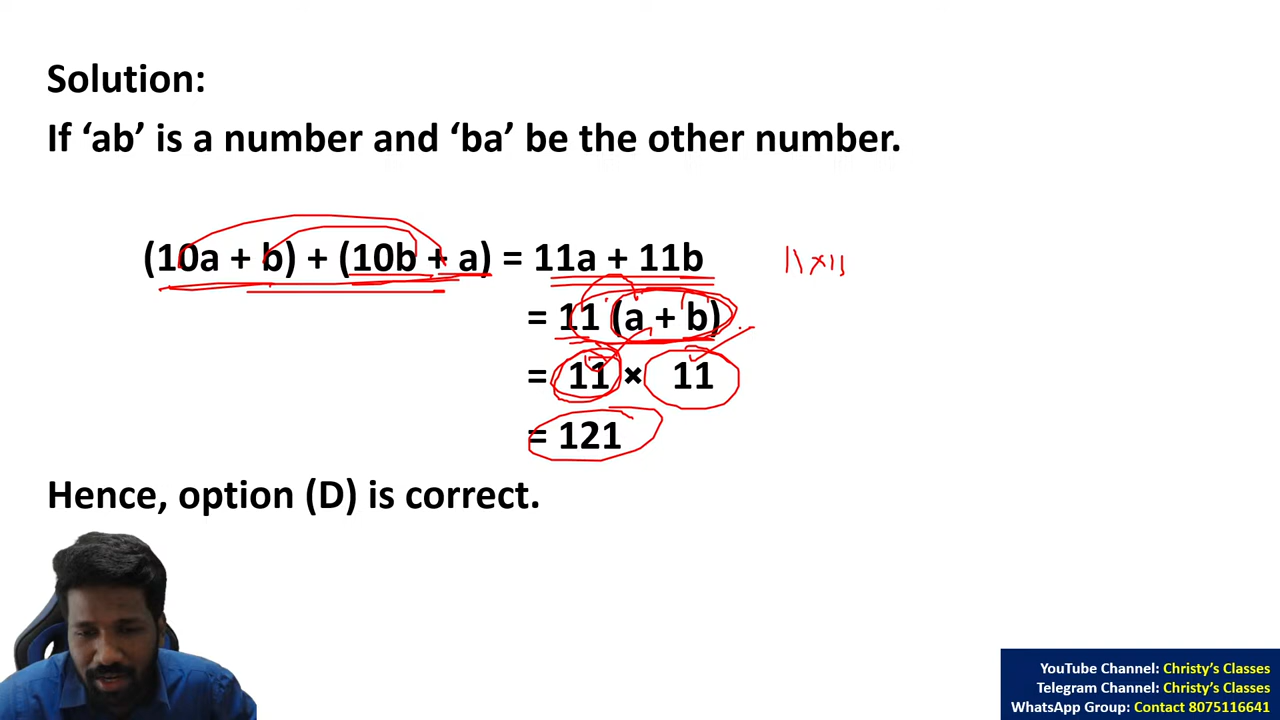 Solution:
If ‘ab’ is a number and ‘ba’ be the other number.
(10a + b) + (10b + a) = 11a + 11b
11 × 11
= 11 (a + b)
= 11 × 11
= 121
Hence, option (D) is correct.
YouTube Channel: Christy’s Classes
Telegram Channel: Christy’s Classes
WhatsApp Group: Contact 8075116641